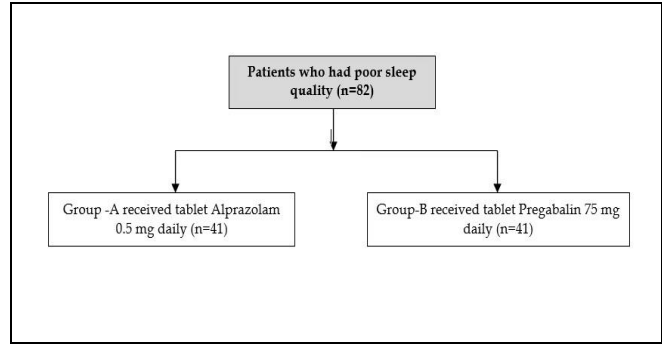 Patients who had poor sleep
quality (n=82)
Group -A received tablet Alprazolam
0.5 mg daily (n=41)
Group-B received tablet Pregabalin 75 mg
daily (n=41)